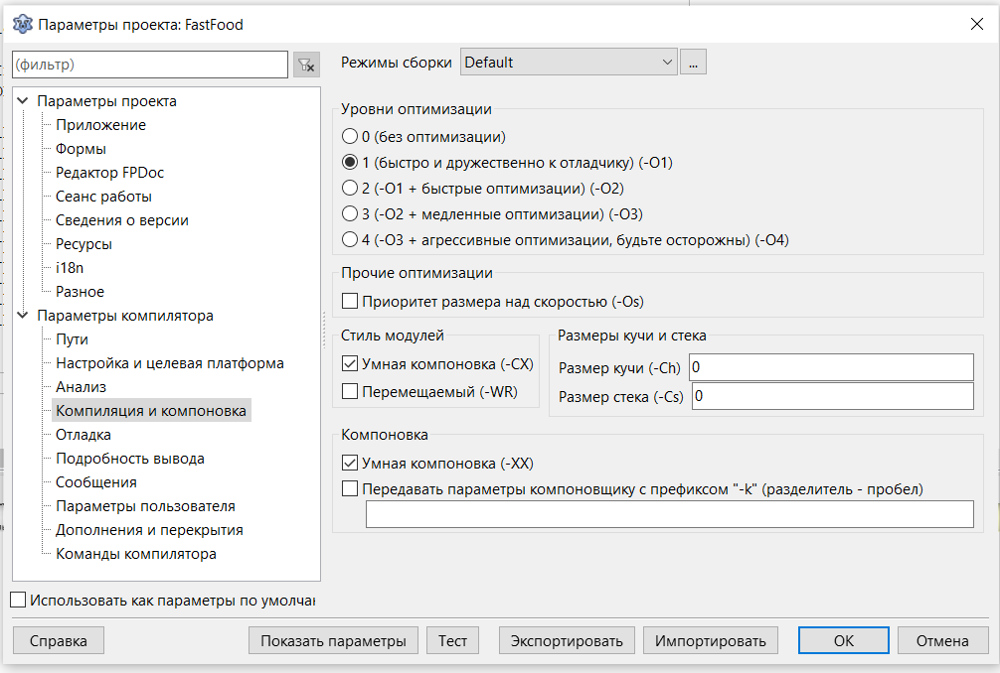 Параметры проекта: FastFood
(фильтр)
Режимы сборки Default ...
Параметры проекта
Приложение
Формы
Редактор FPDoc
Сеанс работы
Сведения о версии
Ресурсы
i18n
Разное
Параметры компилятора
Пути
Настройка и целевая платформа
Анализ
Компиляция и компоновка
Отладка
Подробность вывода
Сообщения
Параметры пользователя
Дополнения и перекрытия
Команды компилятора
Уровни оптимизации
0 (без оптимизации)
1 (быстро и дружественно к отладчику) (-O1)
2 (-O1 + быстрые оптимизации) (-O2)
3 (-O2 + медленные оптимизации) (-O3)
4 (-O3 + агрессивные оптимизации, будьте осторожны) (-O4)
Прочие оптимизации
Приоритет размера над скоростью (-Os)
Стиль модулей
Умная компоновка (-CX)
Перемещаемый (-WR)
Размеры кучи и стека
Размер кучи (-Ch) 0
Размер стека (-Cs) 0
Компоновка
Умная компоновка (-XX)
Передавать параметры компоновщику с префиксом "-k" (разделитель - пробел)
Использовать как параметры по умолчан
Справка Показать параметры Тест Экспортировать Импортировать ОК Отмена